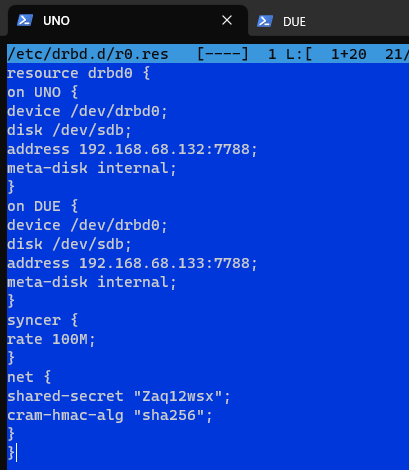 UNO
DUE
/etc/drbd.d/r0.res [----] 1 L:[ 1+20 21/
resource drbd0 {
on UNO {
device /dev/drbd0;
disk /dev/sdb;
address 192.168.68.132:7788;
meta-disk internal;
}
on DUE {
device /dev/drbd0;
disk /dev/sdb;
address 192.168.68.133:7788;
meta-disk internal;
}
syncer {
rate 100M;
}
net {
shared-secret "Zaq12wsx";
cram-hmac-alg "sha256";
}
}